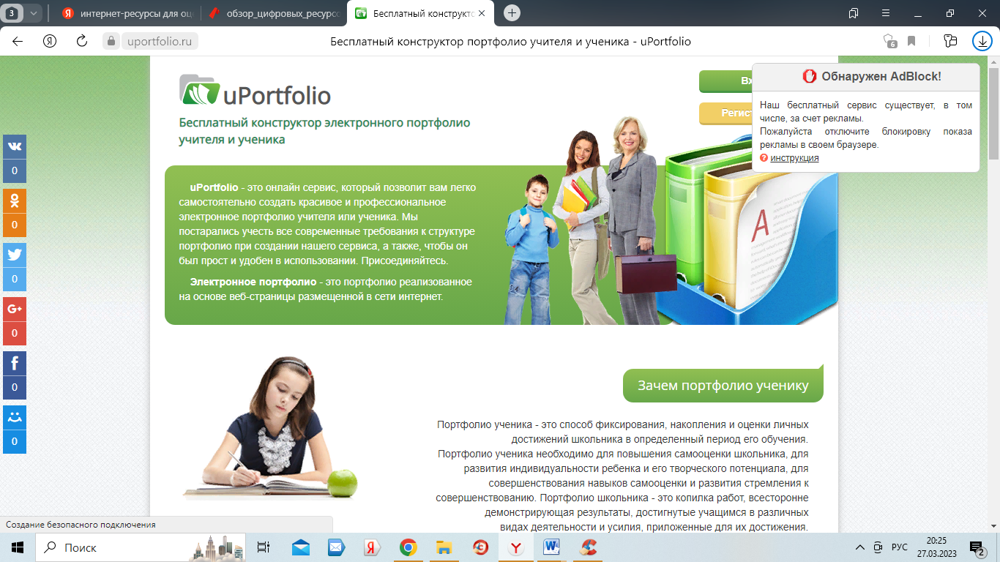 3
интернет-ресурсы для оце
обзор_цифровых_ресурсо
Бесплатный конструкто
uportfolio.ru
Бесплатный конструктор портфолио учителя и ученика - uPortfolio
6
uPortfolio
Бесплатный конструктор электронного портфолио
учителя и ученика
Вх
Регист
Обнаружен AdBlock!
Наш бесплатный сервис существует, в том
числе, за счет рекламы.
Пожалуйста отключите блокировку показа
рекламы в своем браузере.
инструкция
0
0
0
0
0
0
uPortfolio - это онлайн сервис, который позволит вам легко
самостоятельно создать красивое и профессиональное
электронное портфолио учителя или ученика. Мы
постарались учесть все современные требования к структуре
портфолио при создании нашего сервиса, а также, чтобы он
был прост и удобен в использовании. Присоединяйтесь.
Электронное портфолио - это портфолио реализованное
на основе веб-страницы размещенной в сети интернет.
A
Зачем портфолио ученику
Портфолио ученика - это способ фиксирования, накопления и оценки личных
достижений школьника в определенный период его обучения.
Портфолио ученика необходимо для повышения самооценки школьника, для
развития индивидуальности ребенка и его творческого потенциала, для
совершенствования навыков самооценки и развития стремления к
совершенствованию. Портфолио школьника - это копилка работ, всесторонне
демонстрирующая результаты, достигнутые учащимся в различных
видах деятельности и усилия, приложенные для их достижения.
Создание безопасного подключения
Поиск
РУС
20:25
27.03.2023
2